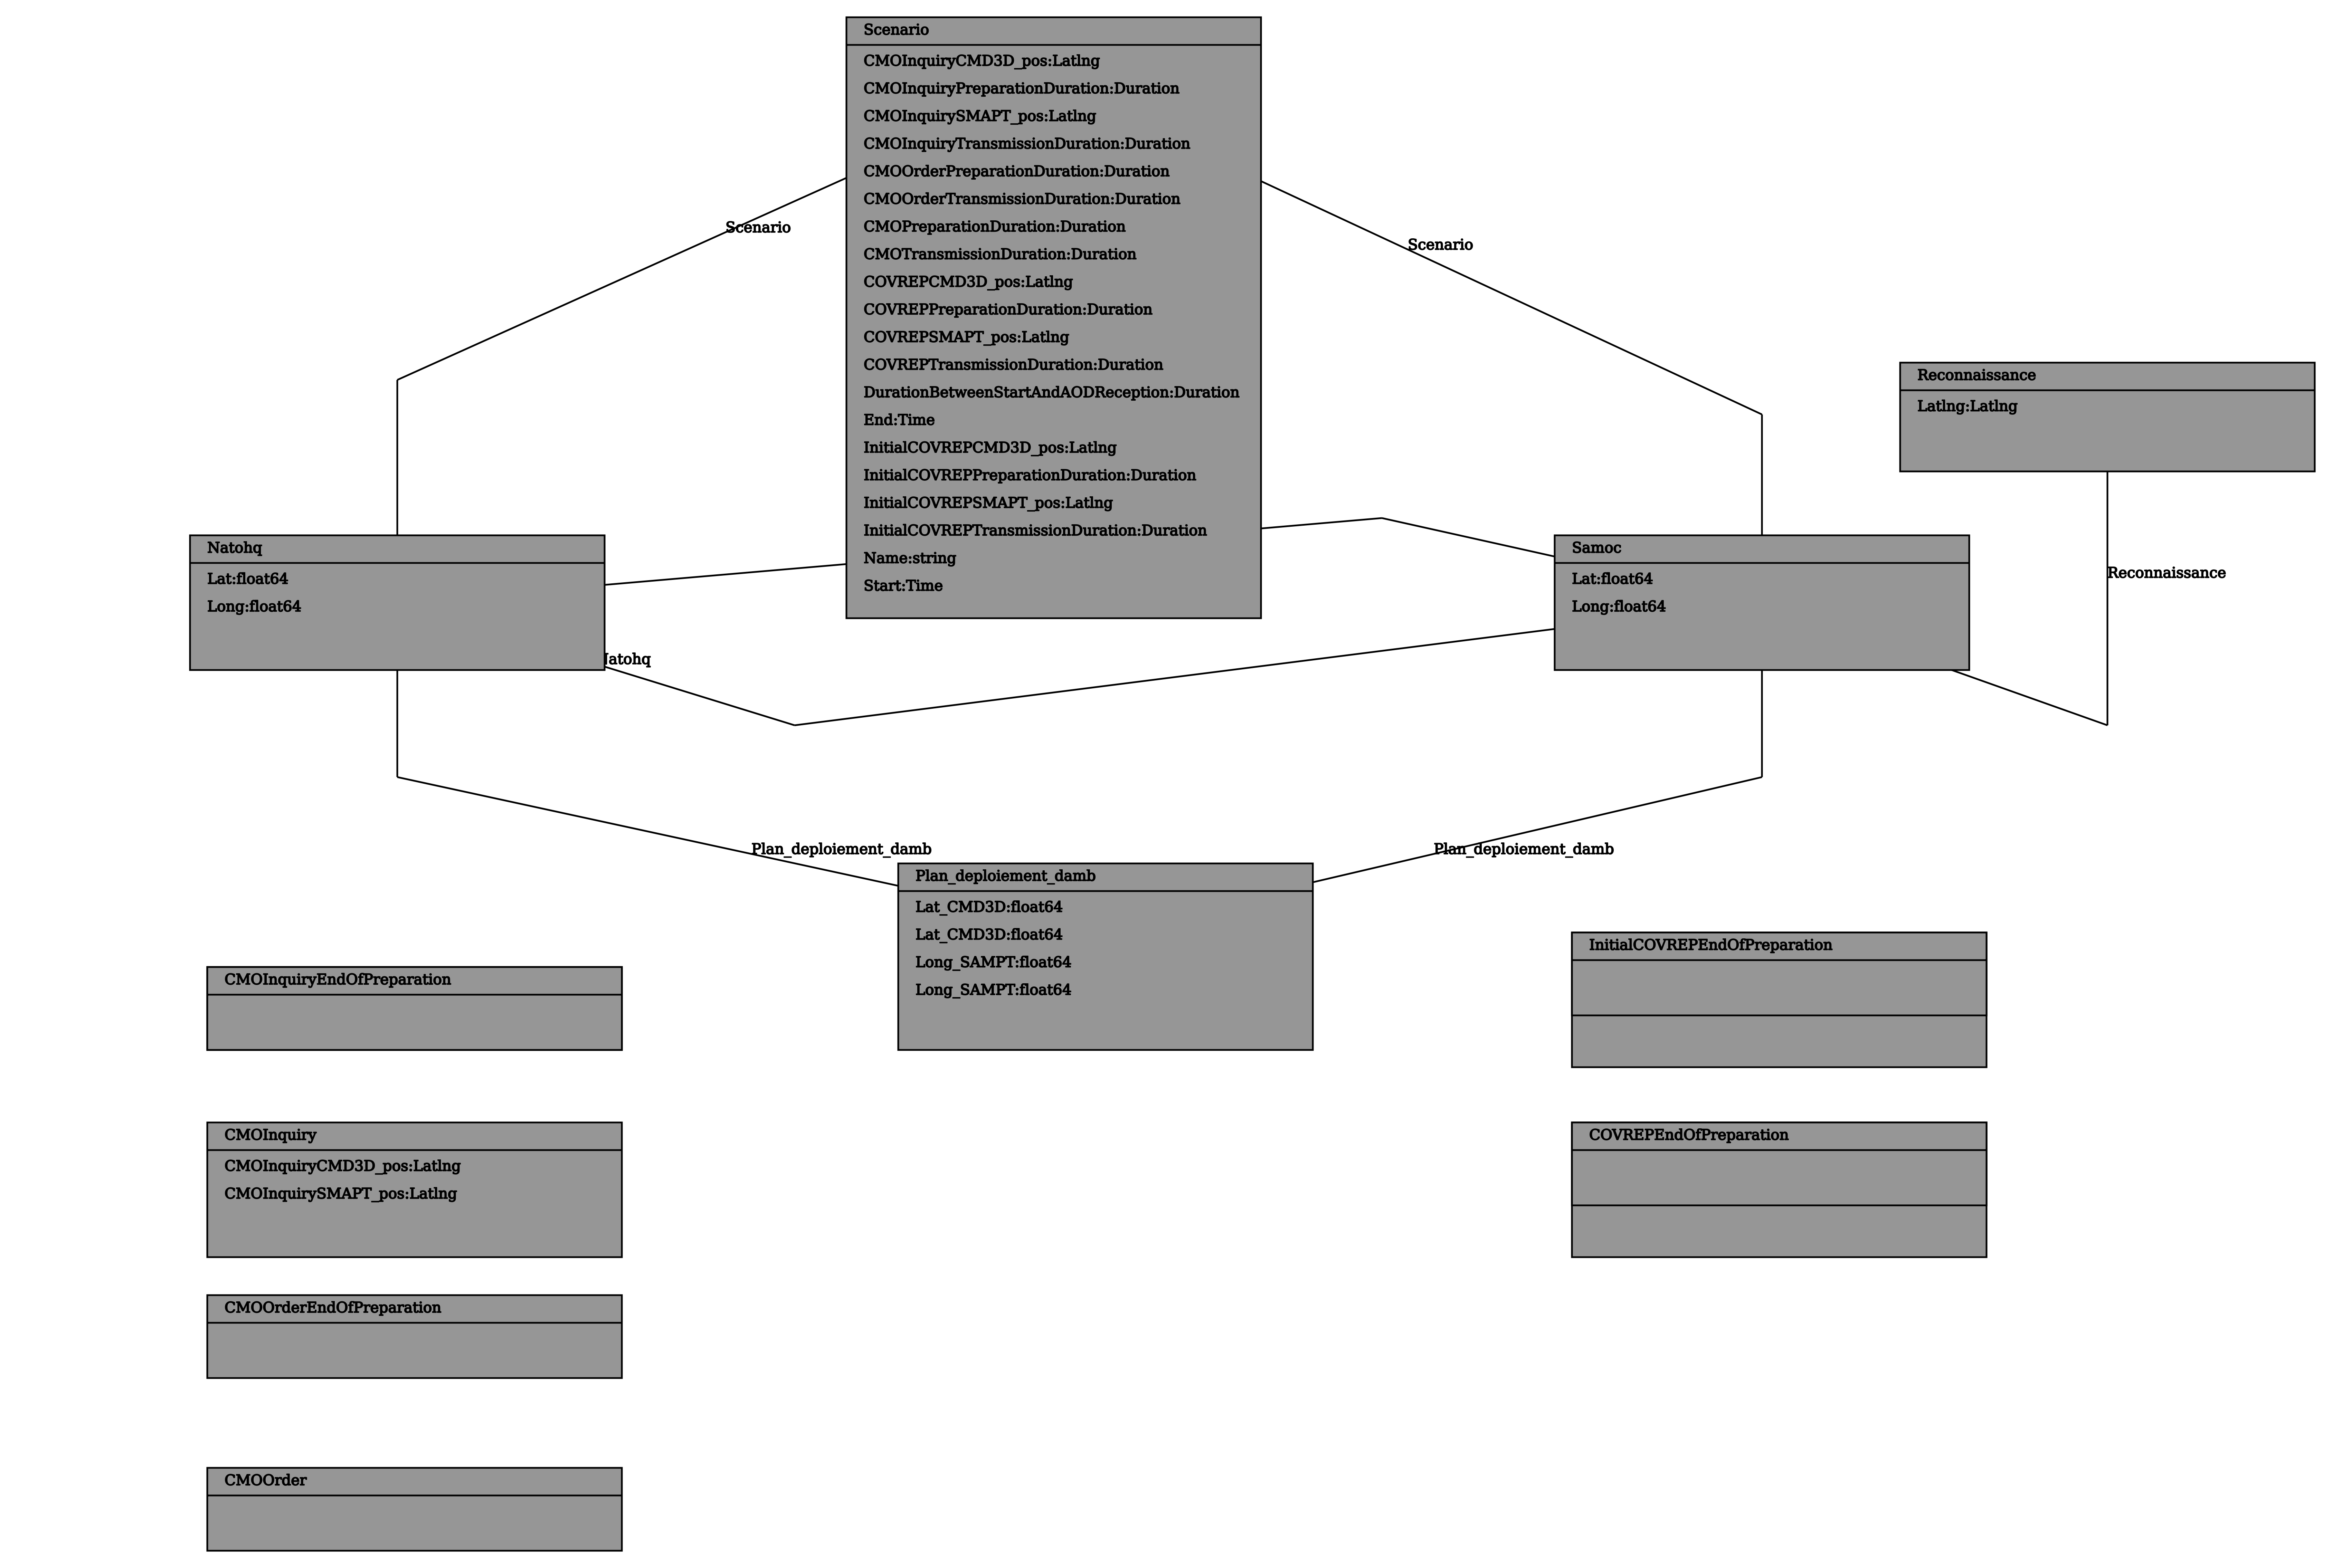 Scenario
CMOInquiryCMD3D_pos:Latlng
CMOInquiryPreparationDuration:Duration
CMOInquirySMAPT_pos:Latlng
CMOInquiryTransmissionDuration:Duration
CMOOrderPreparationDuration:Duration
CMOOrderTransmissionDuration:Duration
CMOPreparationDuration:Duration
CMOTransmissionDuration:Duration
COVREPCMD3D_pos:Latlng
COVREPPreparationDuration:Duration
COVREPSMAPT_pos:Latlng
COVREPTransmissionDuration:Duration
DurationBetweenStartAndAODReception:Duration
End:Time
InitialCOVREPCMD3D_pos:Latlng
InitialCOVREPPreparationDuration:Duration
InitialCOVREPSMAPT_pos:Latlng
InitialCOVREPTransmissionDuration:Duration
Name:string
Start:Time
Scenario
Scenario
Reconnaissance
Latlng:Latlng
Reconnaissance
Natohq
Lat:float64
Long:float64
Natohq
Samoc
Lat:float64
Long:float64
Plan_deploiement_damb
Plan_deploiement_damb
Plan_deploiement_damb
Lat_CMD3D:float64
Lat_CMD3D:float64
Long_SAMPT:float64
Long_SAMPT:float64
InitialCOVREPEndOfPreparation
CMOInquiryEndOfPreparation
CMOInquiry
CMOInquiryCMD3D_pos:Latlng
CMOInquirySMAPT_pos:Latlng
COVREPEndOfPreparation
CMOOrderEndOfPreparation
CMOOrder